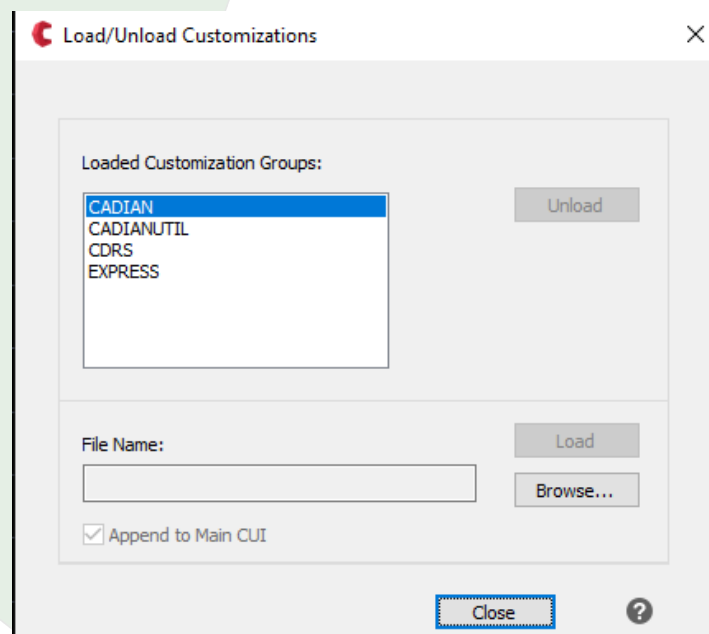 Load/Unload Customizations
Loaded Customization Groups:
CADIAN
CADIANUTIL
CDRS
EXPRESS
Unload
File Name:
Load
Browse...
Append to Main CUI
Close
?